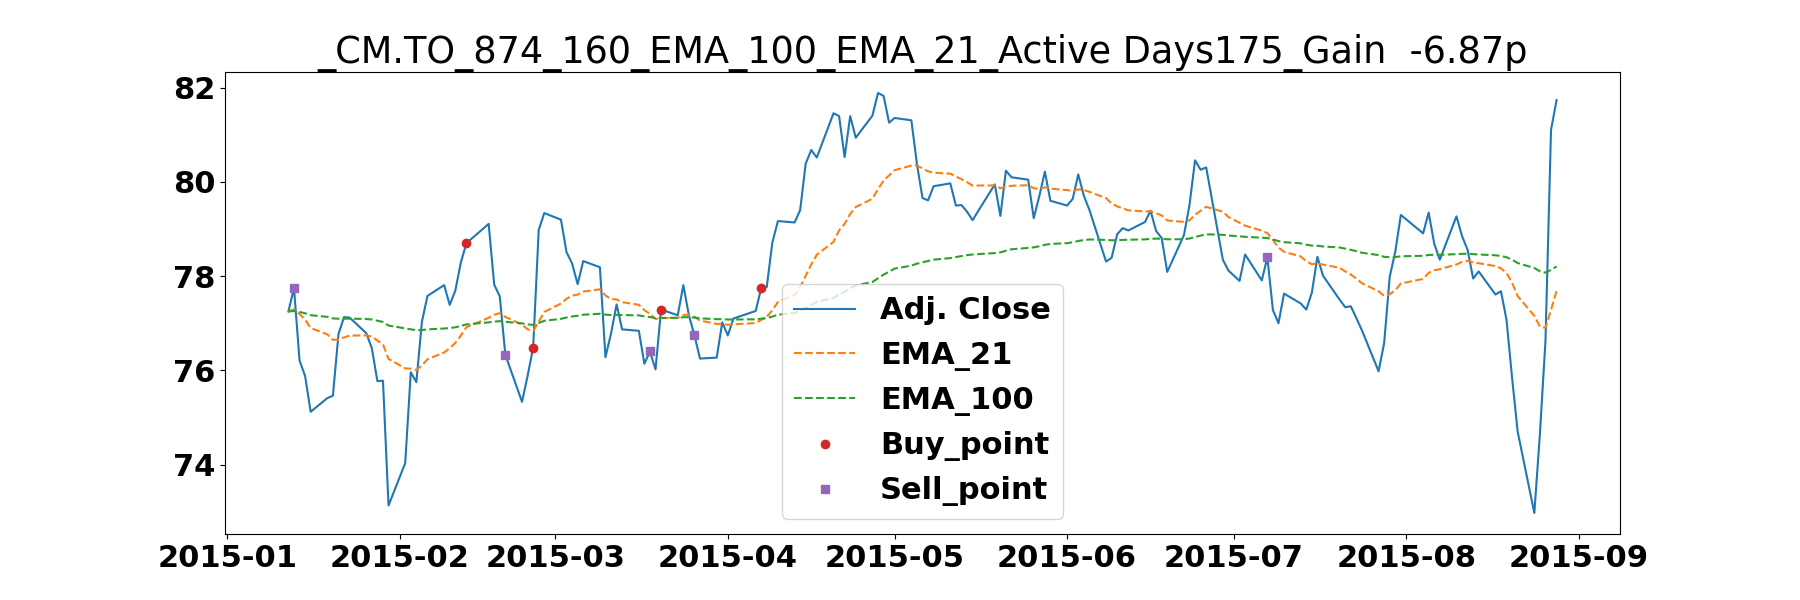 _CM.TO_874_160_EMA_100_EMA_21_Active Days175_Gain  -6.87p
82
80
78
76
74
Adj. Close
EMA_21
EMA_100
Buy_point
Sell_point
2015-01 2015-02 2015-03 2015-04 2015-05 2015-06 2015-07 2015-08 2015-09